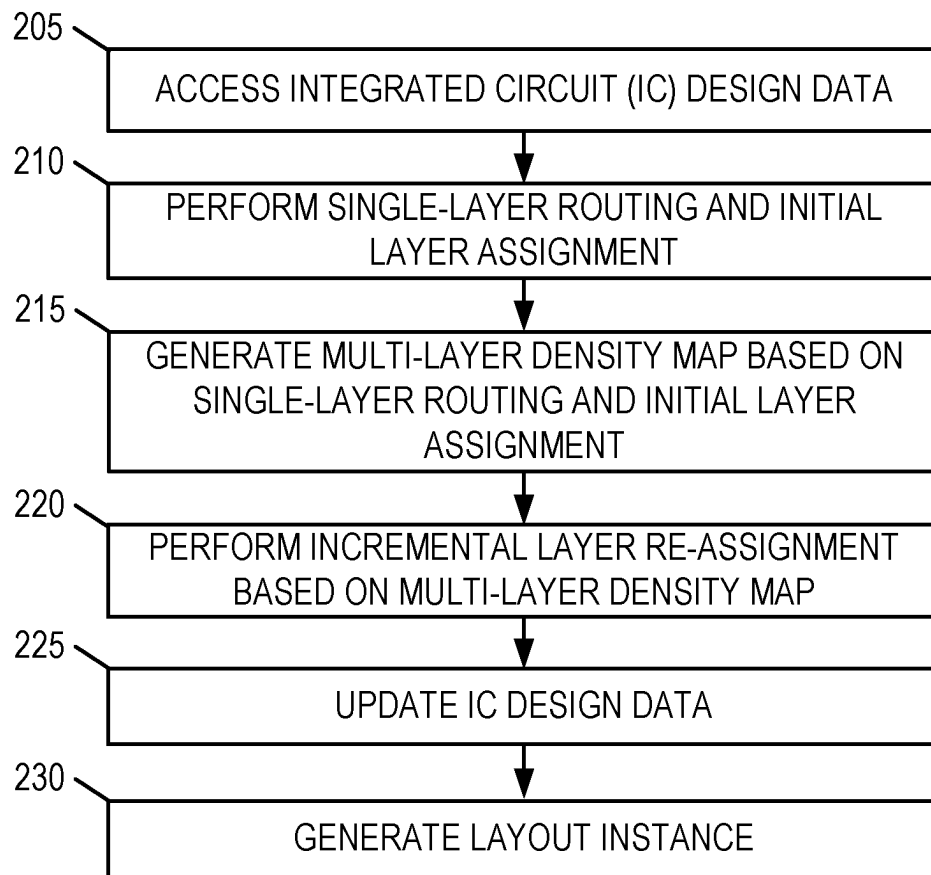 205
ACCESS INTEGRATED CIRCUIT (IC) DESIGN DATA
210
PERFORM SINGLE-LAYER ROUTING AND INITIAL
LAYER ASSIGNMENT
215
GENERATE MULTI-LAYER DENSITY MAP BASED ON
SINGLE-LAYER ROUTING AND INITIAL LAYER
ASSIGNMENT
220
PERFORM INCREMENTAL LAYER RE-ASSIGNMENT
BASED ON MULTI-LAYER DENSITY MAP
225
UPDATE IC DESIGN DATA
230
GENERATE LAYOUT INSTANCE